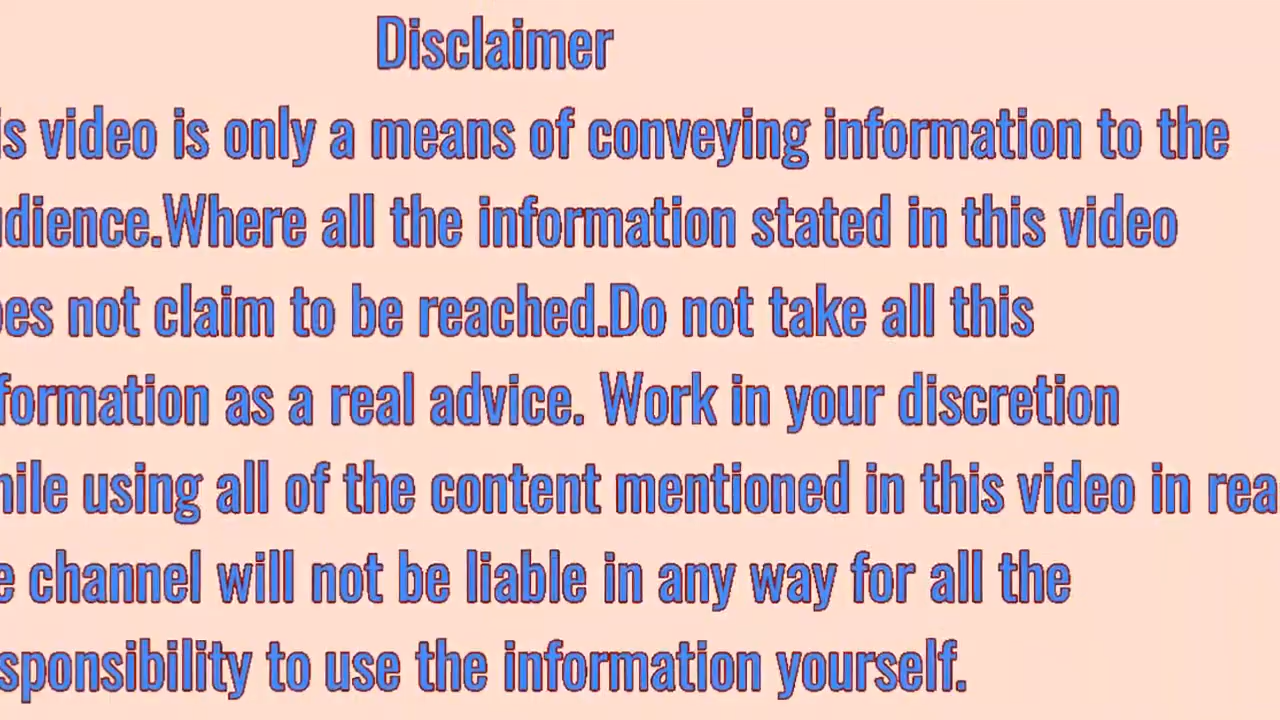 Disclaimer
is video is only a means of conveying information to the
dience.Where all the information stated in this video
es not claim to be reached.Do not take all this
formation as a real advice. Work in your discretion
ile using all of the content mentioned in this video in rea
e channel will not be liable in any way for all the
sponsibility to use the information yourself.